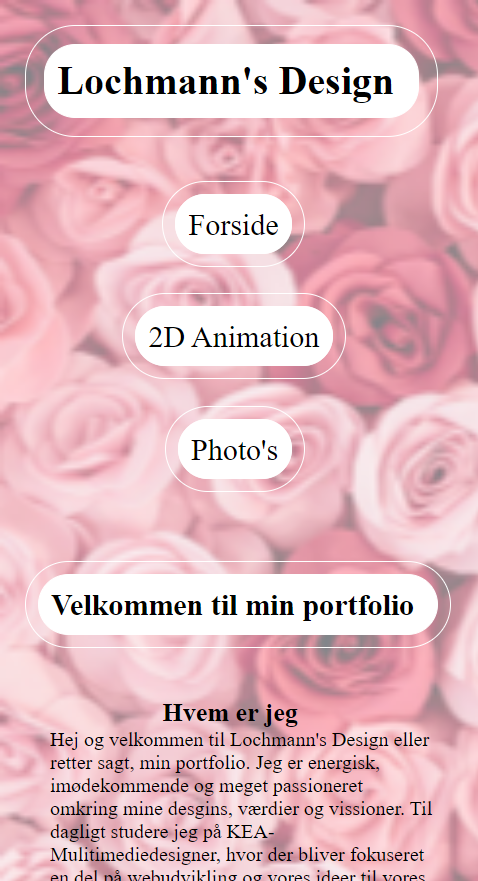 Lochmann's Design
Forside
2D Animation
Photo's
Velkommen til min portfolio
Hvem er jeg
Hej og velkommen til Lochmann's Design eller
retter sagt, min portfolio. Jeg er energisk,
imødekommende og meget passioneret
omkring mine desgins, værdier og vissioner. Til
dagligt studere jeg på KEA-
Mulitimediedesigner, hvor der bliver fokuseret
en del på webudvikling og vores ideer til vores